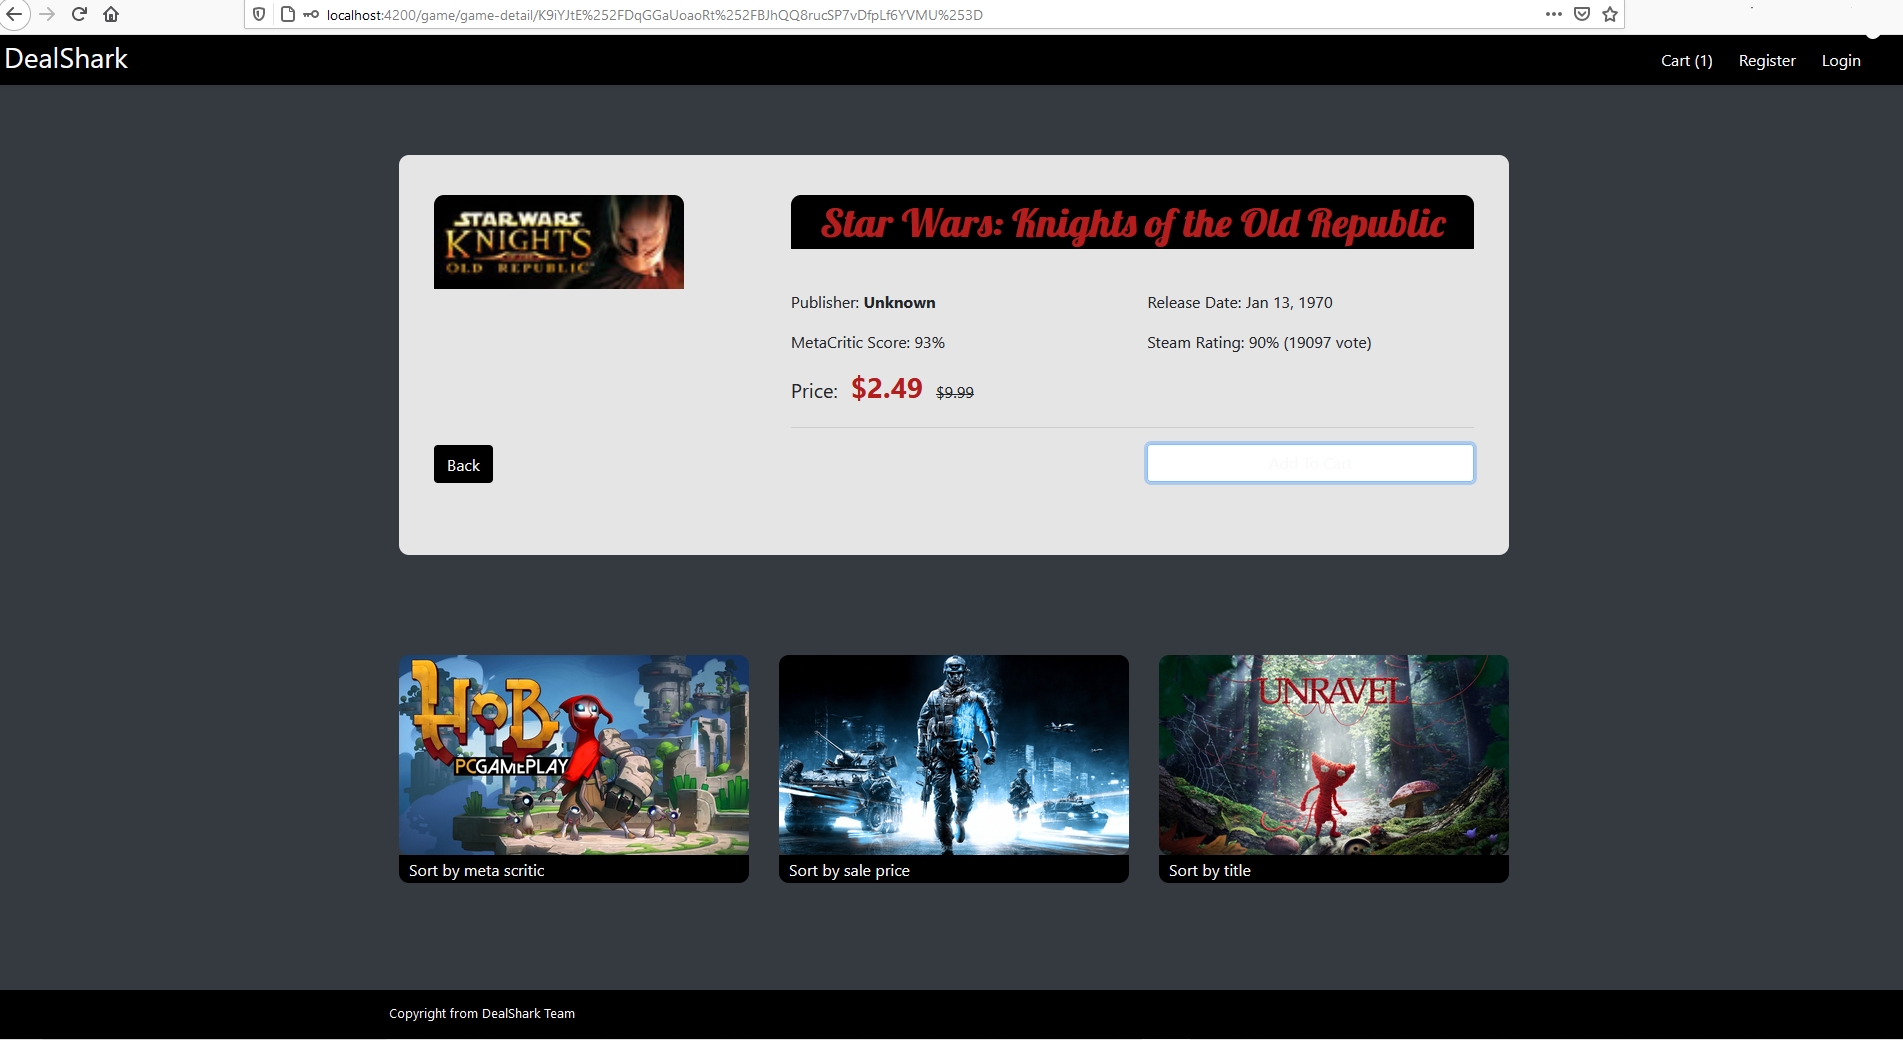 localhost:4200/game/game-detail/K9iYJtE%252FDqGGaUoaoRt%252FBJhQQ8rucSP7vDfpLf6YVMU%253D
DealShark
Cart (1) Register Login
STAR WARS
KNIGHTS
OF THE
OLD REPUBLIC
Star Wars: Knights of the Old Republic
Publisher: Unknown Release Date: Jan 13, 1970
MetaCritic Score: 93% Steam Rating: 90% (19097 vote)
Price: $2.49 $9.99
Back Add To Cart
HOB
PCGAMEPLAY
UNRAVEL
Sort by meta scritic Sort by sale price Sort by title
Copyright from DealShark Team